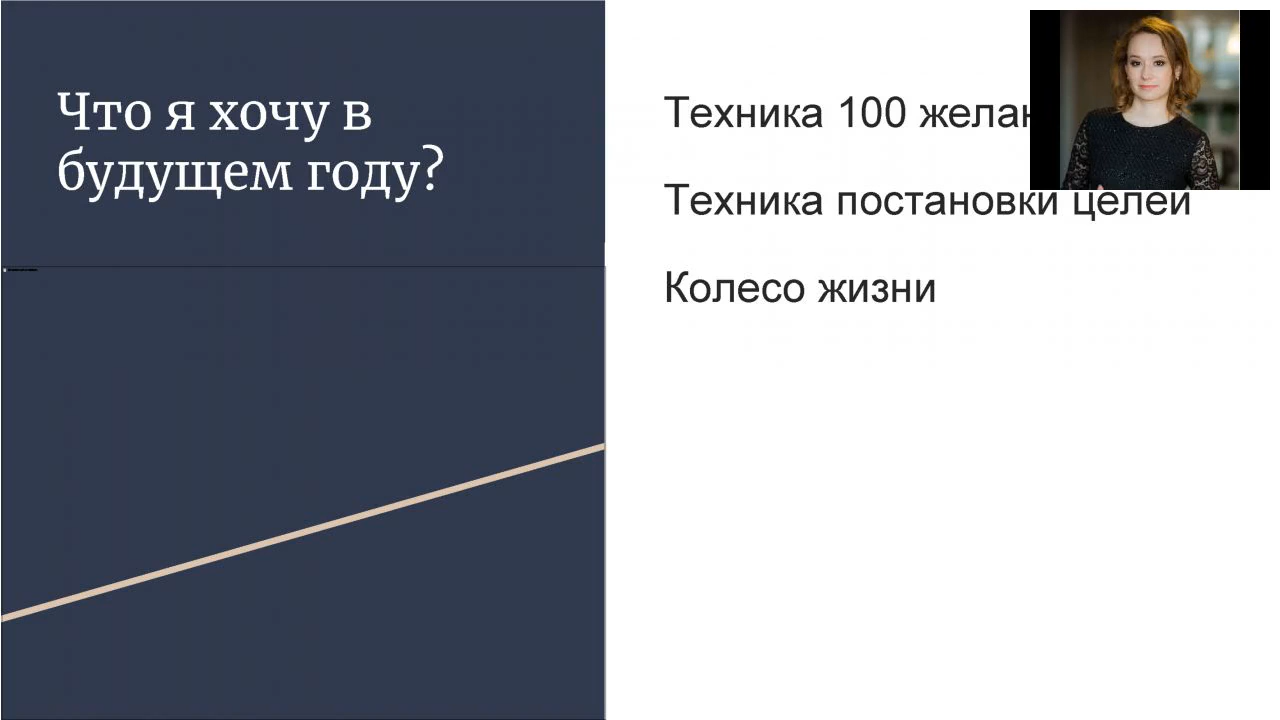 Что я хочу в
будущем году?
Техника 100
Техника постановки целей
Колесо жизни